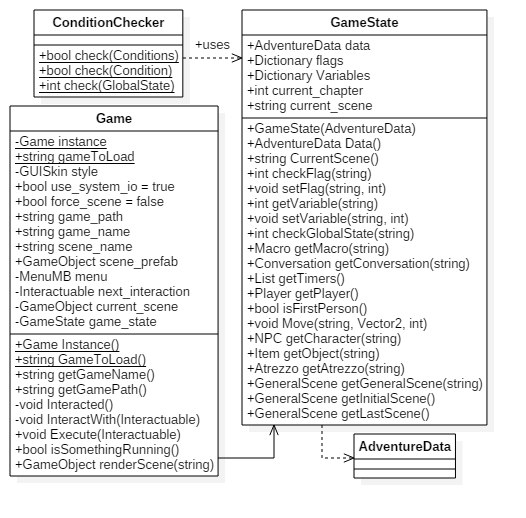 ConditionChecker
+bool check(Conditions)
+bool check(Condition)
+int check(GlobalState)
+uses
GameState
+AdventureData data
+Dictionary flags
+Dictionary Variables
+int current_chapter
+string current_scene
+GameState(AdventureData)
+AdventureData Data()
+string CurrentScene()
+int checkFlag(string)
+void setFlag(string, int)
+int getVariable(string)
+void setVariable(string, int)
+int checkGlobalState(string)
+Macro getMacro(string)
+Conversation getConversation(string)
+List getTimers()
+Player getPlayer()
+bool isFirstPerson()
+void Move(string, Vector2, int)
+NPC getCharacter(string)
+Item getObject(string)
+Atrezzo getAtrezzo(string)
+GeneralScene getGeneralScene(string)
+GeneralScene getInitialScene()
+GeneralScene getLastScene()
Game
-Game instance
+string gameToLoad
-GUISkin style
+bool use_system_io = true
+bool force_scene = false
+string game_path
+string game_name
+string scene_name
+GameObject scene_prefab
-MenuMB menu
-Interactuable next_interaction
-GameObject current_scene
-GameState game_state
+Game Instance()
+string GameToLoad()
+string getGameName()
+string getGamePath()
-void Interacted()
-void InteractWith(Interactuable)
+void Execute(Interactuable)
+bool isSomethingRunning()
+GameObject renderScene(string)
AdventureData